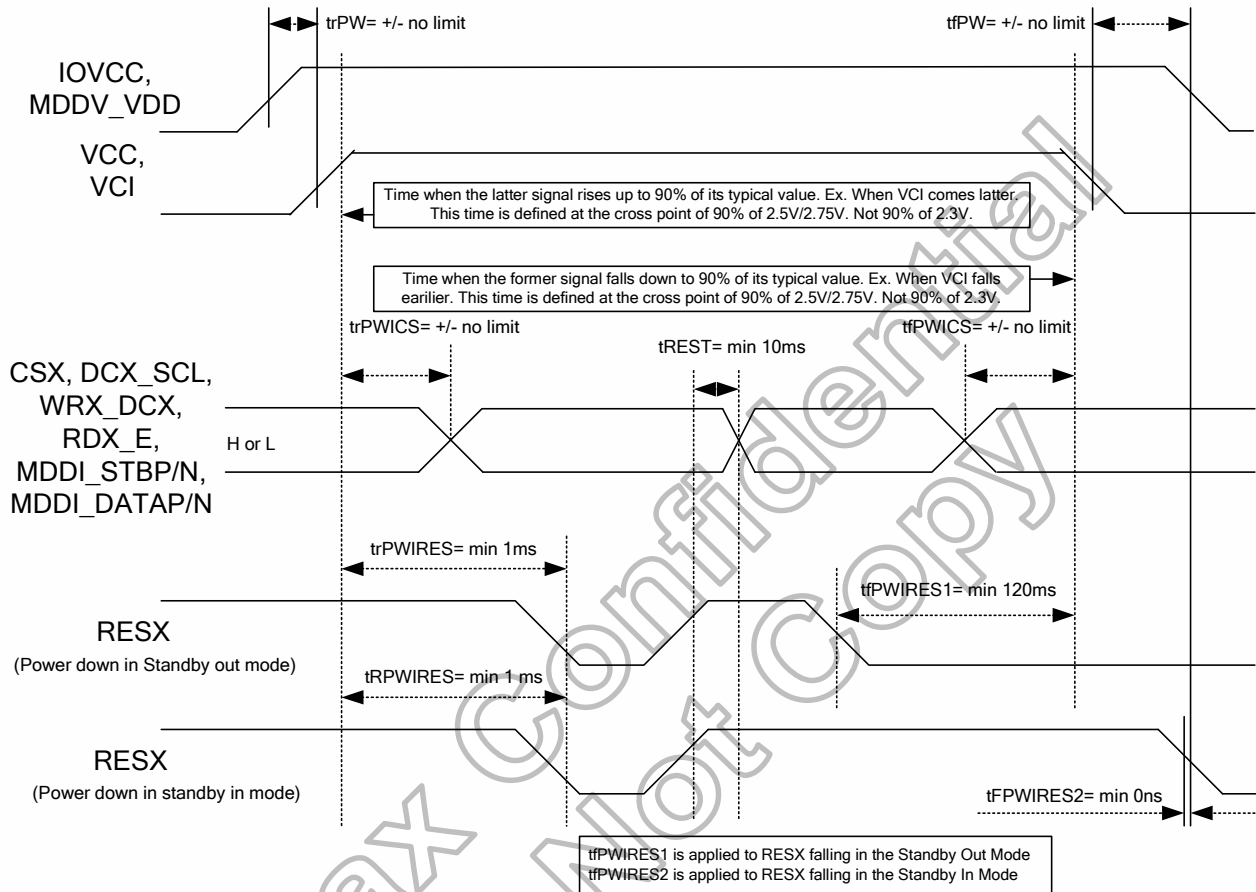 trPW= +/- no limit
tfPW= +/- no limit
IOVCC,
MDDV_VDD
VCC,
VCI
Time when the latter signal rises up to 90% of its typical value. Ex. When VCI comes latter.
This time is defined at the cross point of 90% of 2.5V/2.75V. Not 90% of 2.3V.
Time when the former signal falls down to 90% of its typical value. Ex. When VCI falls
earilier. This time is defined at the cross point of 90% of 2.5V/2.75V. Not 90% of 2.3V.
trPWICS= +/- no limit
tfPWICS= +/- no limit
tREST= min 10ms
CSX, DCX_SCL,
WRX_DCX,
RDX_E,
MDDI_STBP/N,
MDDI_DATAP/N
H or L
trPWIRES= min 1ms
tfPWIRES1= min 120ms
RESX
(Power down in Standby out mode)
tRPWIRES= min 1 ms
RESX
(Power down in standby in mode)
tFPWIRES2= min 0ns
tfPWIRES1 is applied to RESX falling in the Standby Out Mode
tfPWIRES2 is applied to RESX falling in the Standby In Mode
ax Confidential
Not Copy